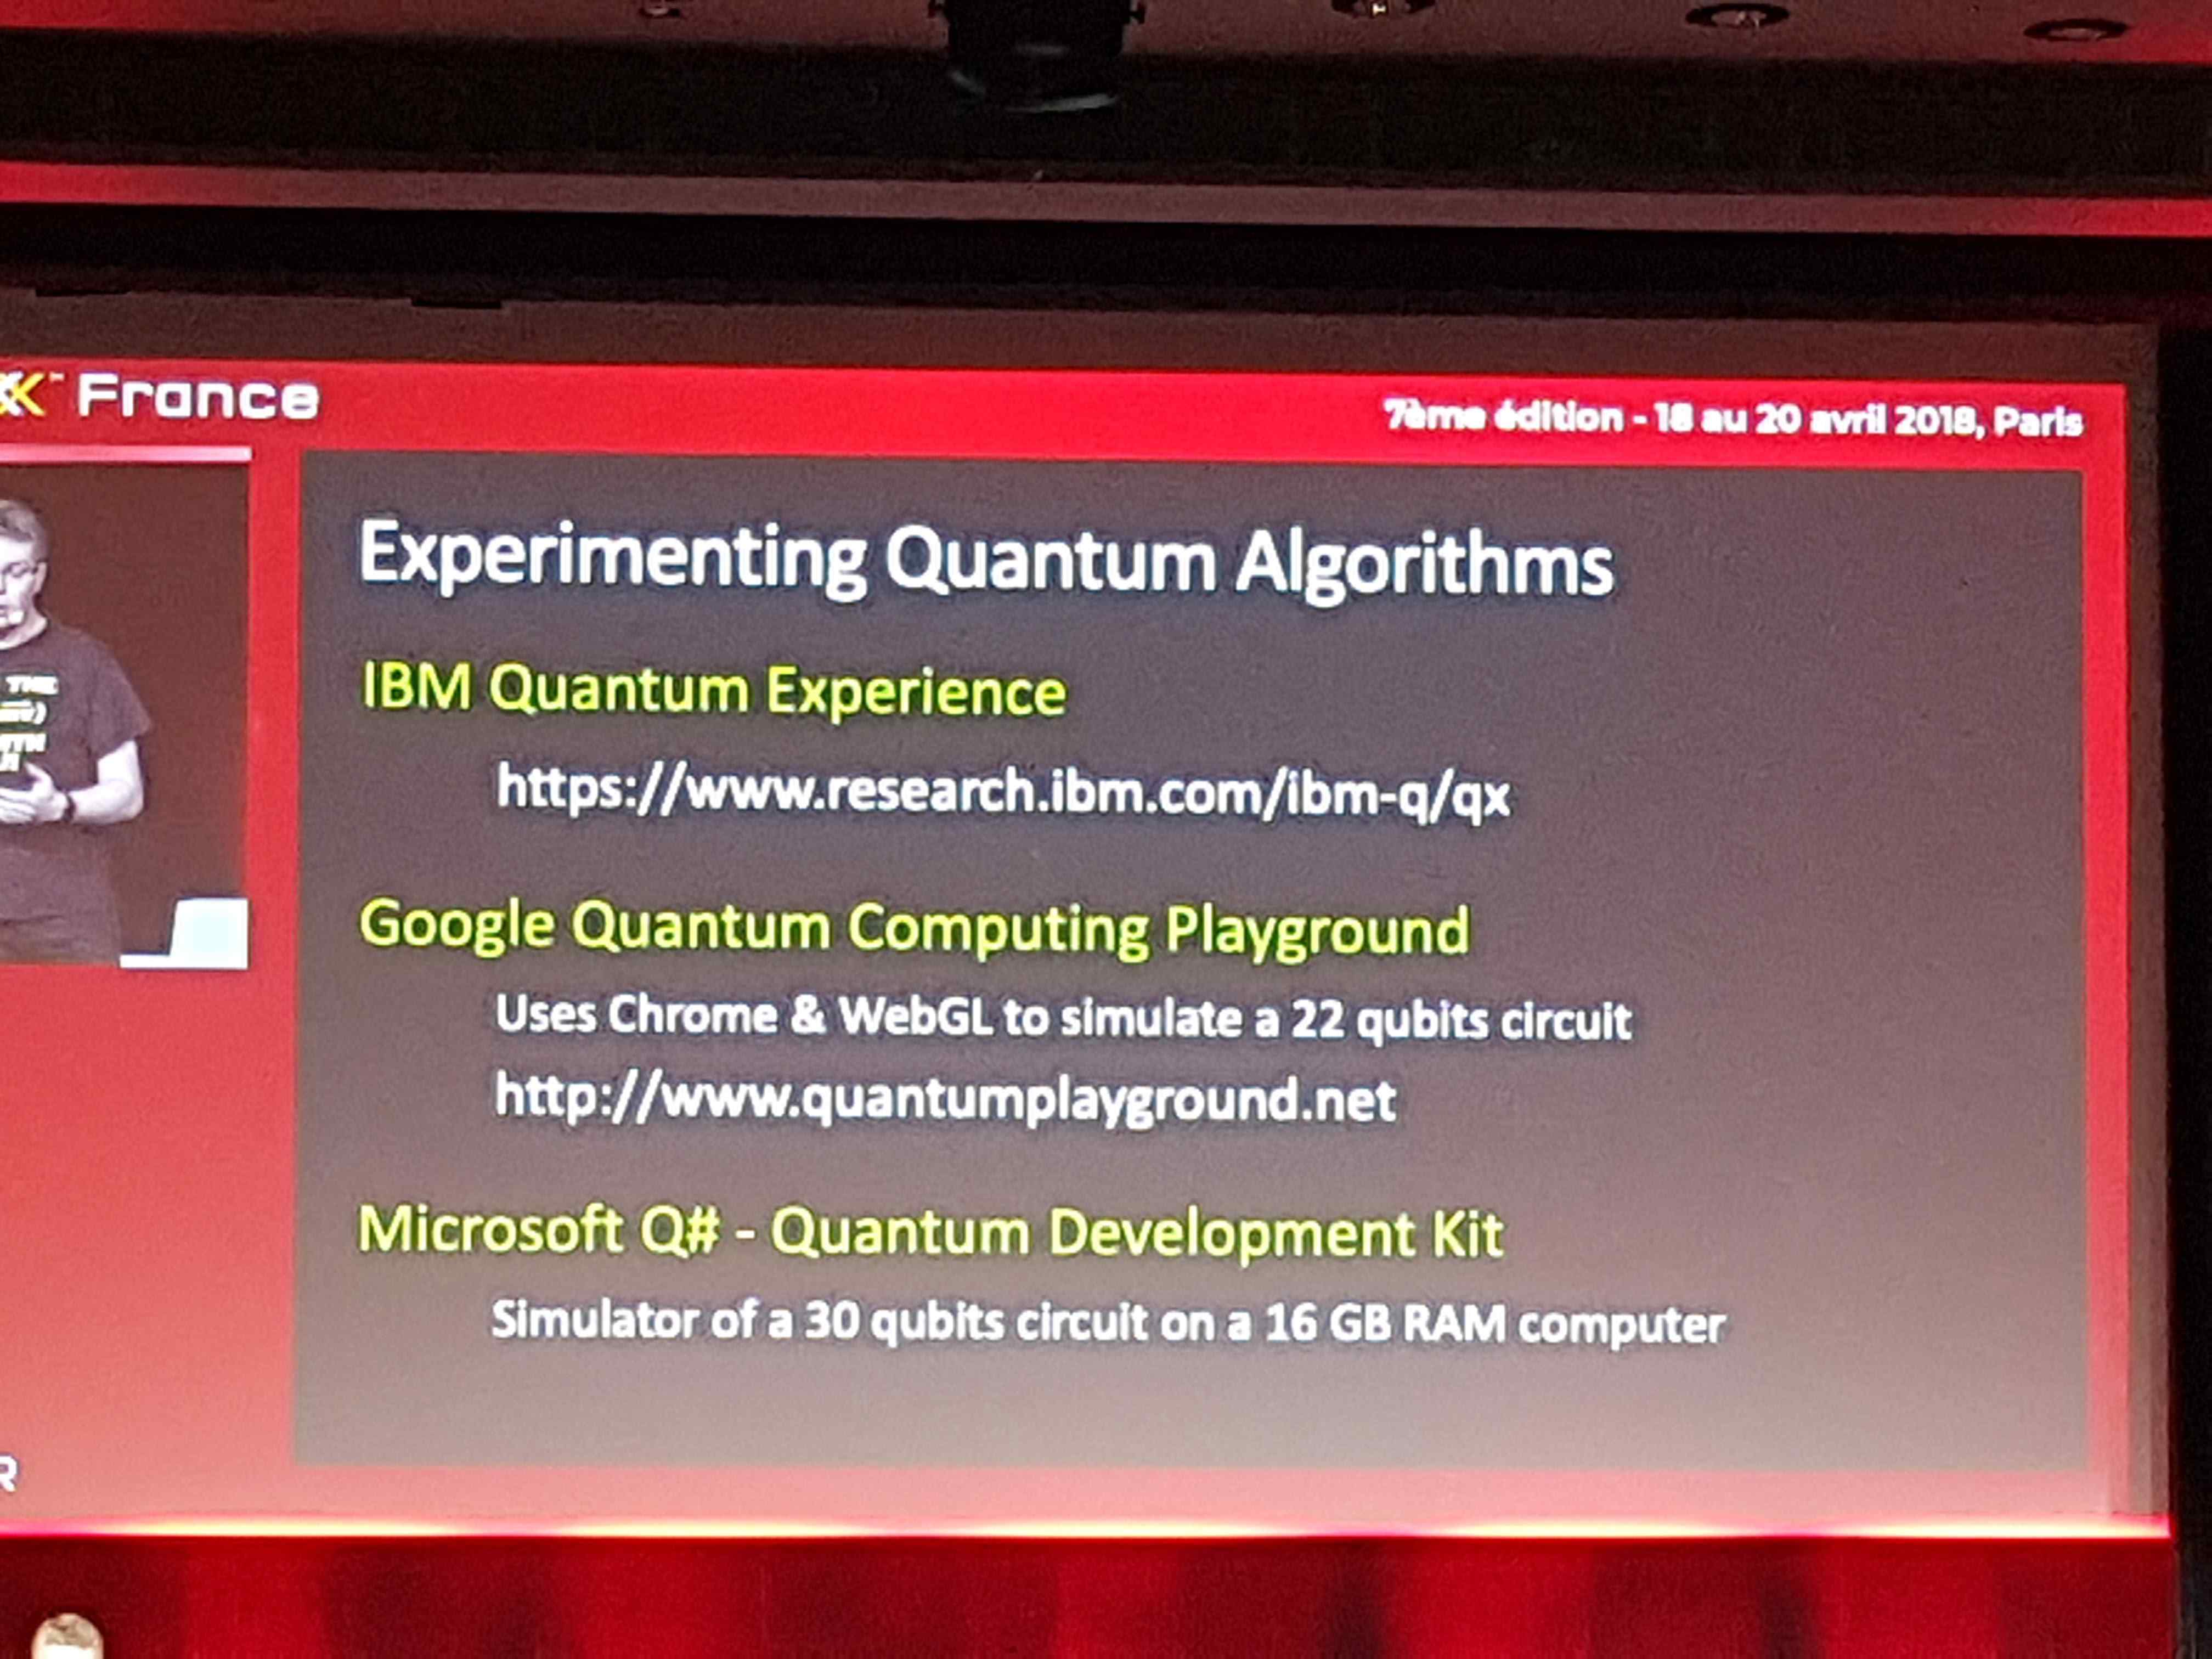 France
7ème édition - 18 au 20 avril 2018, Paris
Experimenting Quantum Algorithms
IBM Quantum Experience
https://www.research.ibm.com/ibm-q/qx
Google Quantum Computing Playground
Uses Chrome & WebGL to simulate a 22 qubits circuit
http://www.quantumplayground.net
Microsoft Q# - Quantum Development Kit
Simulator of a 30 qubits circuit on a 16 GB RAM computer
THE
R